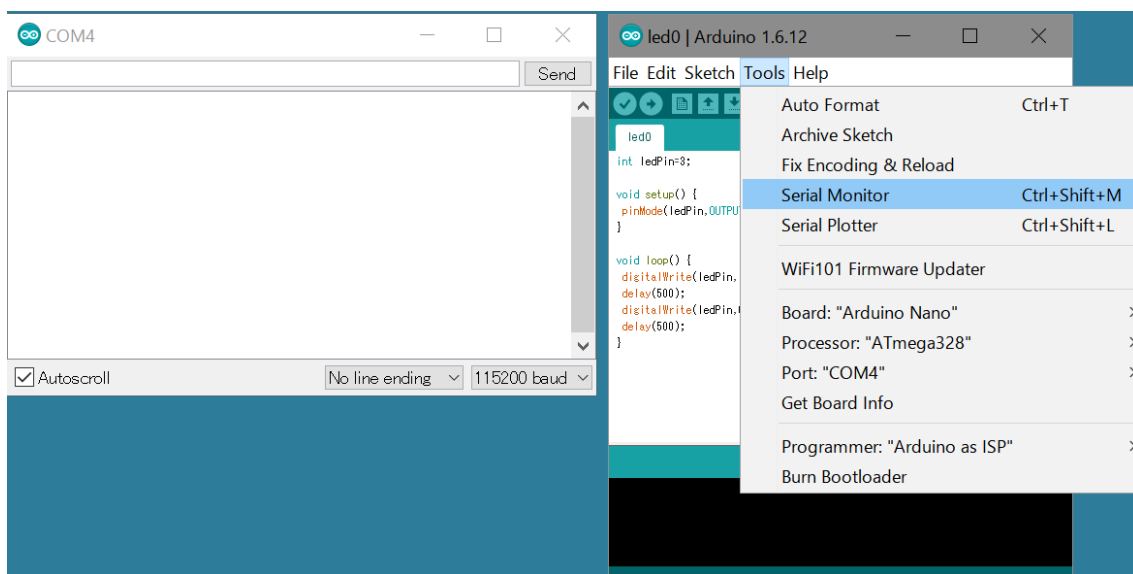 COM4
Send
Autoscroll
No line ending
115200 baud
led0 | Arduino 1.6.12
File Edit Sketch Tools Help
led0
int ledPin=3;
void setup() {
pinMode(ledPin,OUTPU
}
void loop() {
digitalWrite(ledPin,
delay(500);
digitalWrite(ledPin,
delay(500);
}
Auto Format Ctrl+T
Archive Sketch
Fix Encoding & Reload
Serial Monitor Ctrl+Shift+M
Serial Plotter Ctrl+Shift+L
WiFi101 Firmware Updater
Board: "Arduino Nano"
Processor: "ATmega328"
Port: "COM4"
Get Board Info
Programmer: "Arduino as ISP"
Burn Bootloader